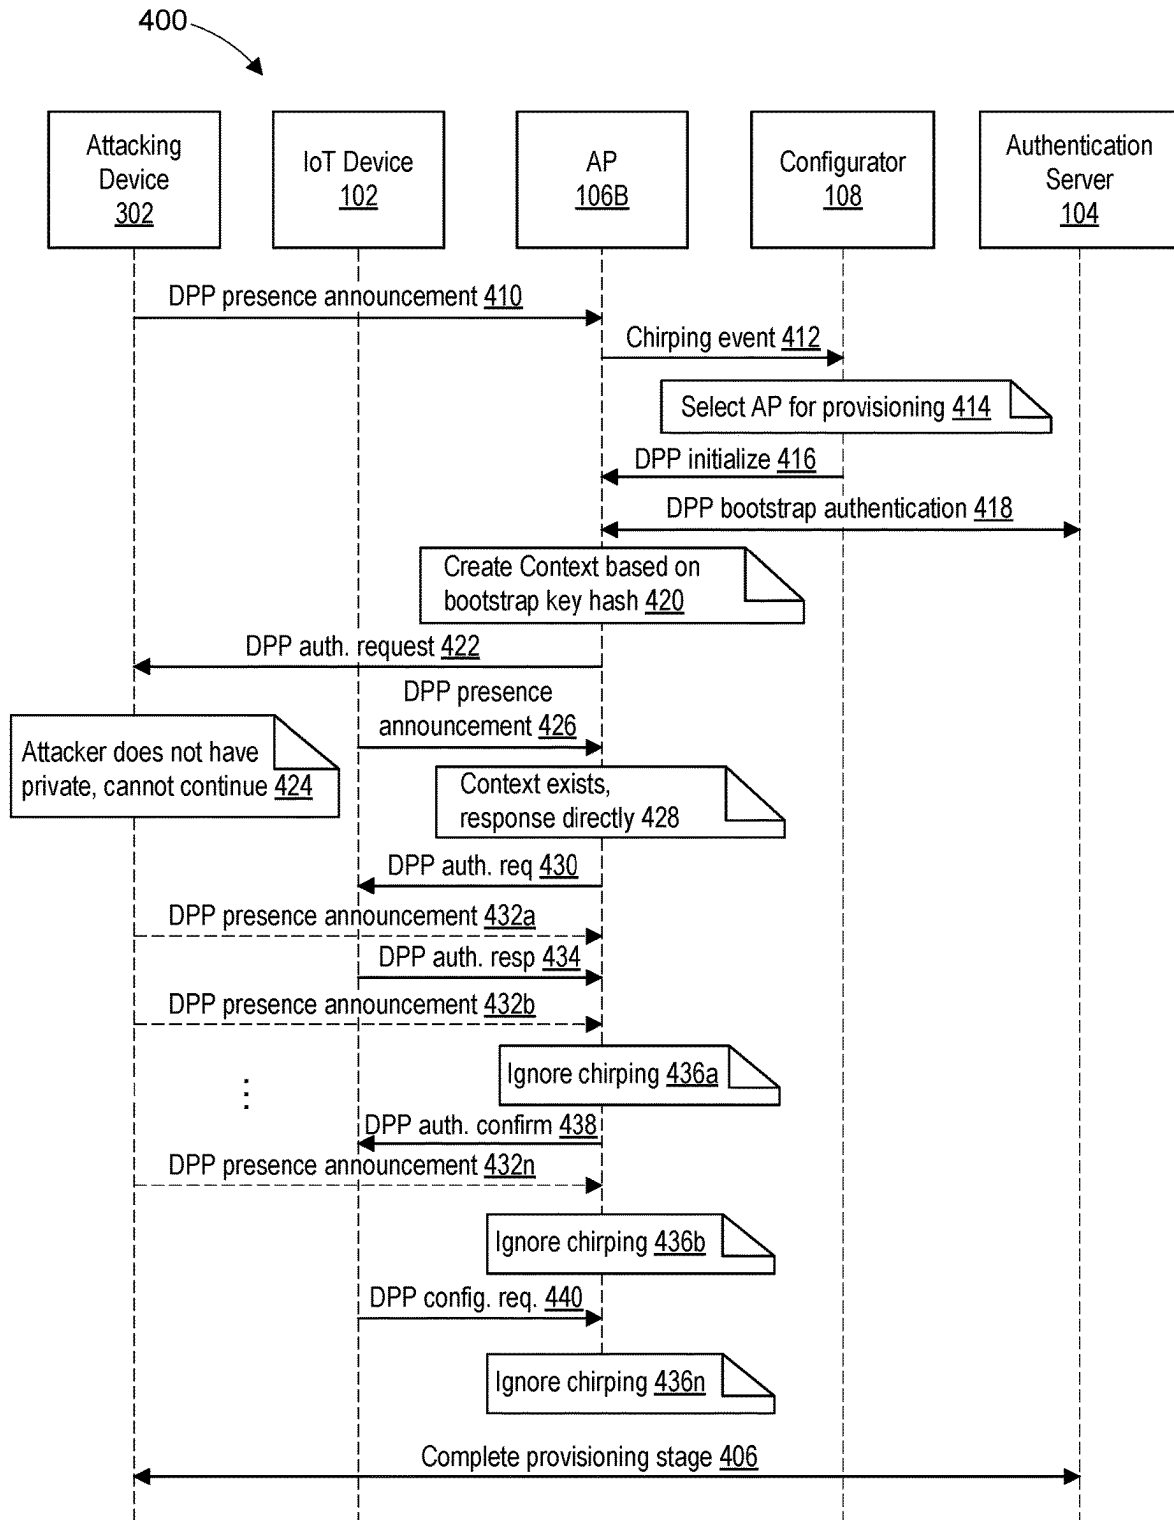 400
Attacking
Device
302
IoT Device
102
AP
106B
Configurator
108
Authentication
Server
104
DPP presence announcement 410
Chirping event 412
Select AP for provisioning 414
DPP initialize 416
DPP bootstrap authentication 418
Create Context based on
bootstrap key hash 420
DPP auth. request 422
DPP presence
announcement 426
Attacker does not have
private, cannot continue 424
Context exists,
response directly 428
DPP auth. req 430
DPP presence announcement 432a
DPP auth. resp 434
DPP presence announcement 432b
Ignore chirping 436a
⋮
DPP auth. confirm 438
DPP presence announcement 432n
Ignore chirping 436b
DPP config. req. 440
Ignore chirping 436n
Complete provisioning stage 406